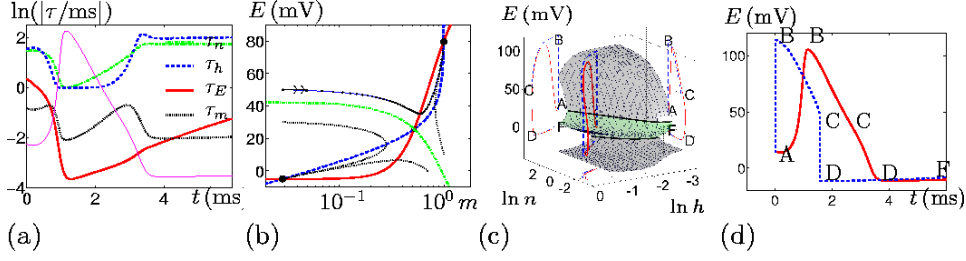 ln(|τ/ms|)
2
0
−2
−4
0
2
4
t (ms)
τn
τh
τE
τm
(a)
E (mV)
80
60
40
20
0
10⁻¹
10⁰ m
(b)
E (mV)
100
50
0
2
0
-2
0
-1
-2
-3
ln n
ln h
A
B
C
D
A
B
C
D
F
(c)
E (mV)
100
50
0
0
2
4
t (ms)
A
B
B
C
C
D
D
(d)